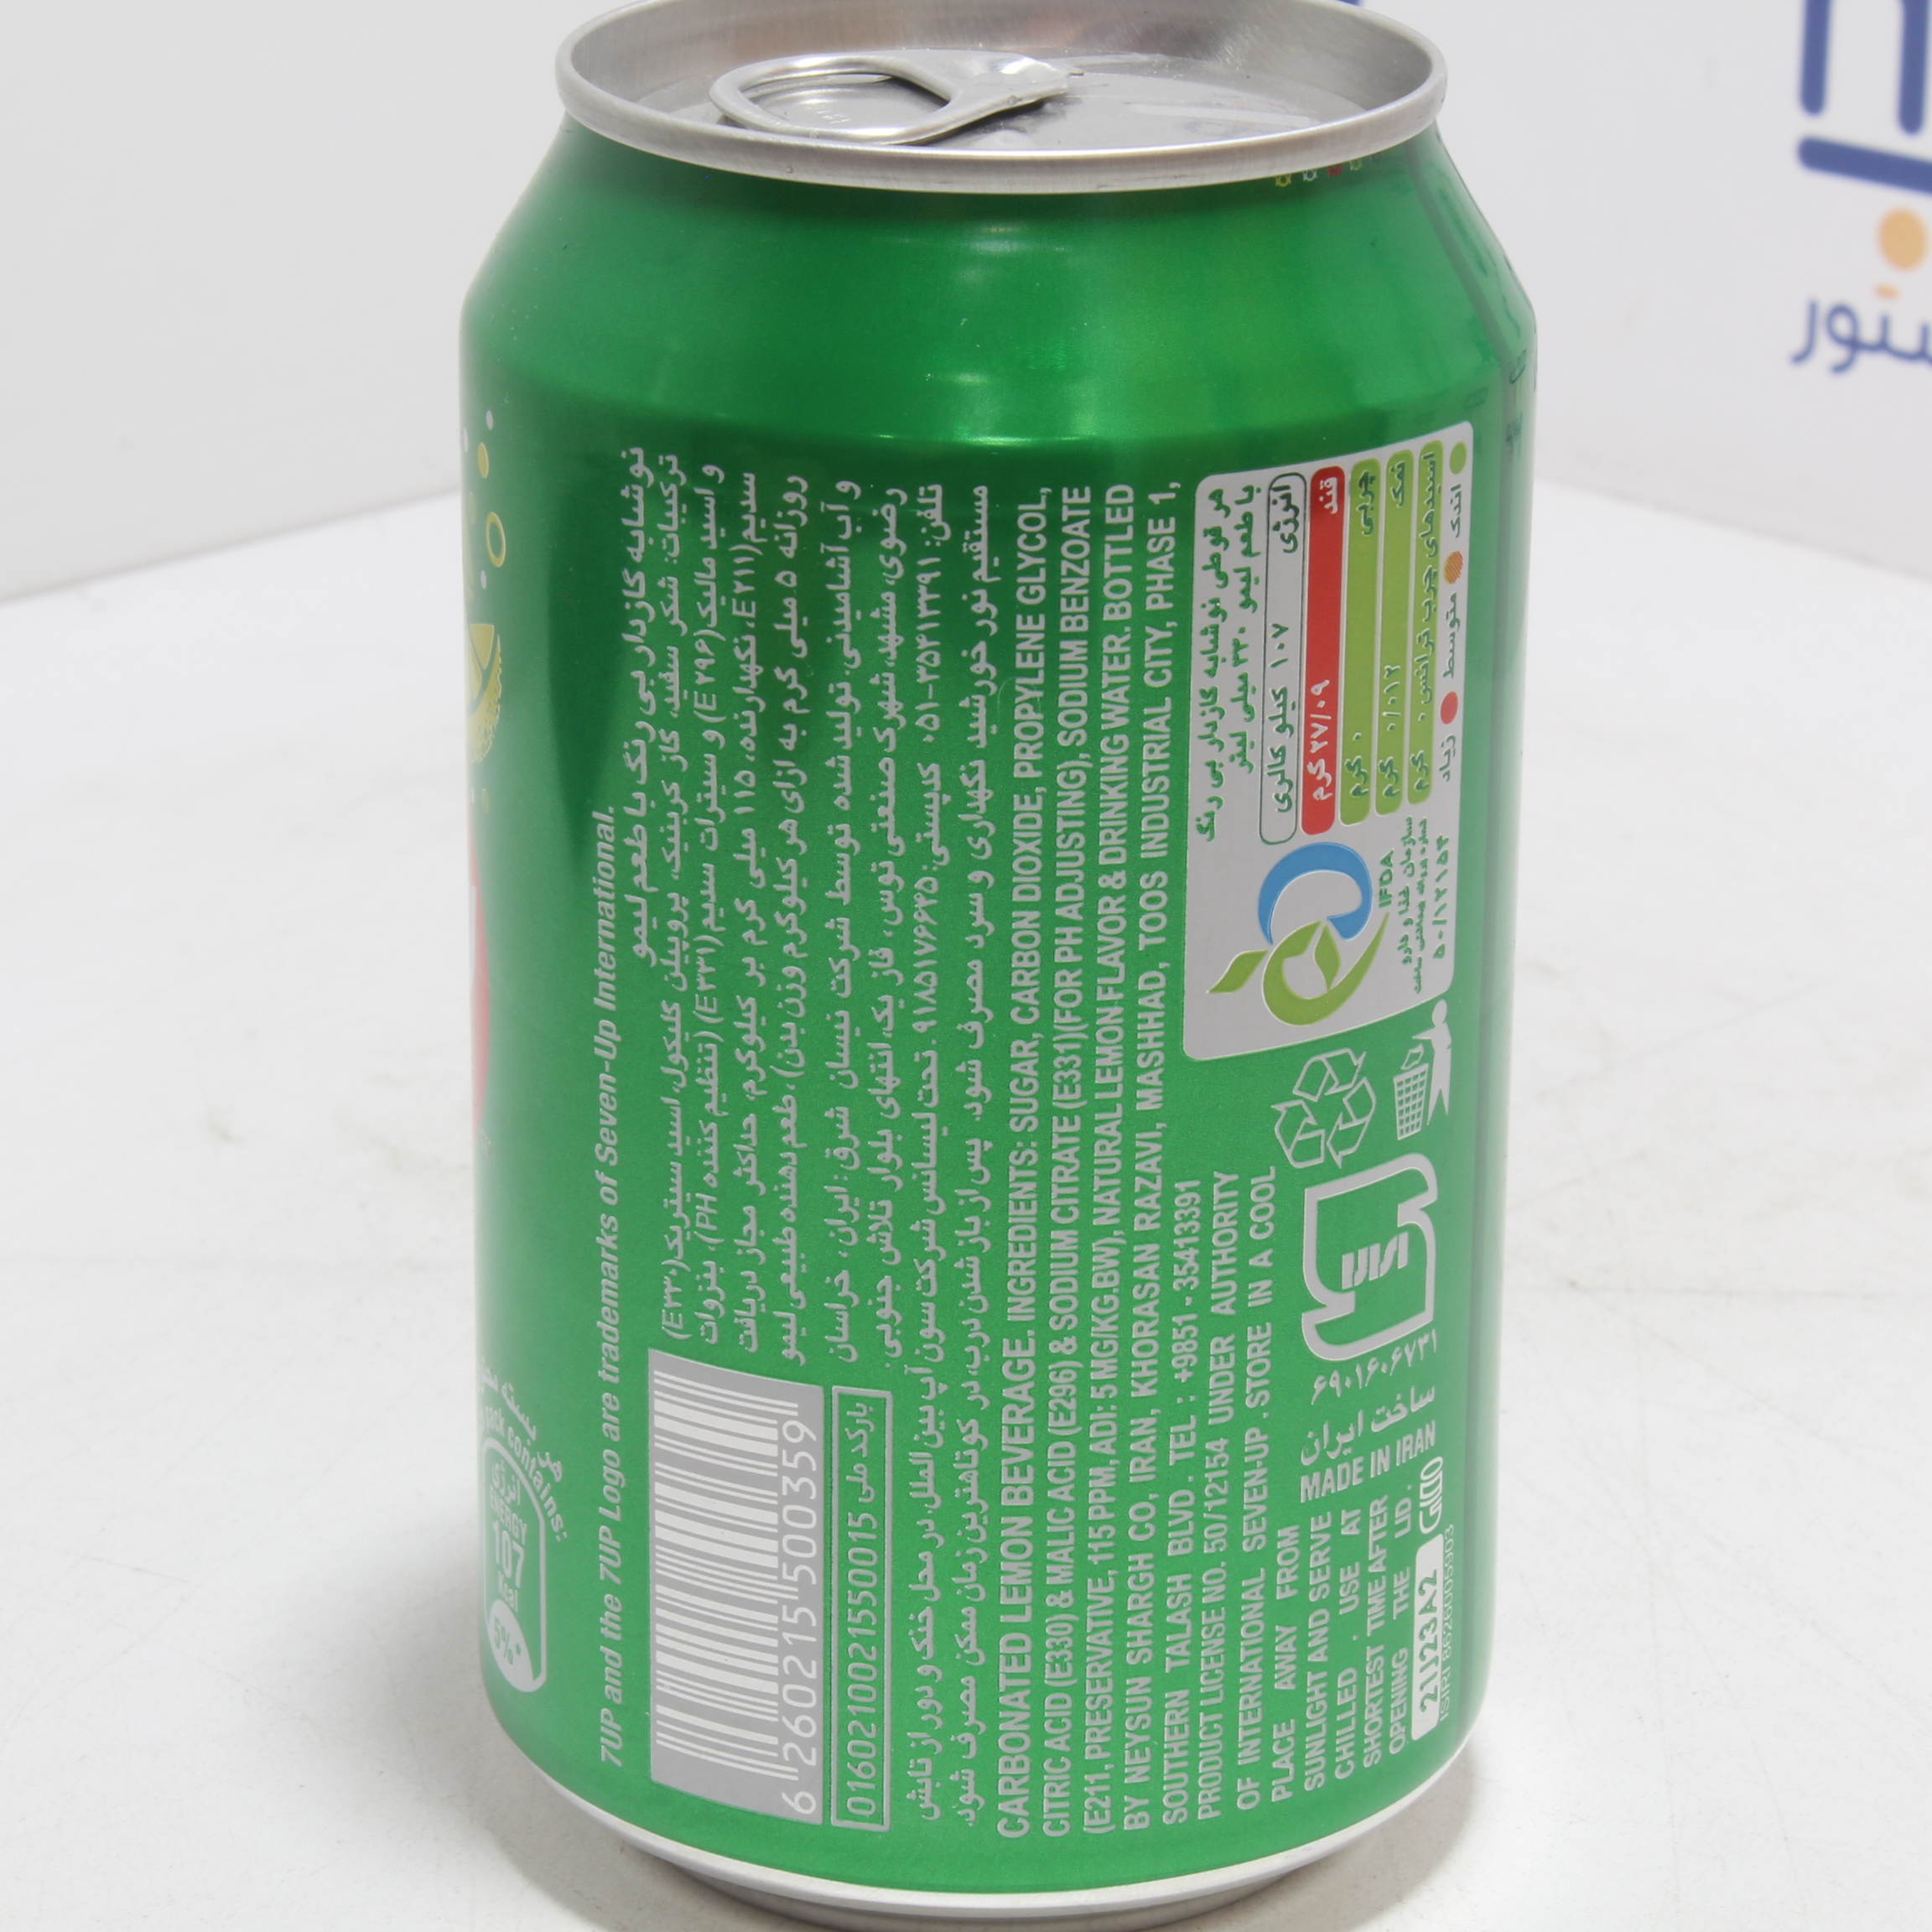 7UP and the 7UP Logo are trademarks of Seven-Up International.
نوشابه گازدار بی رنگ با طعم لیمو
ترکیبات: شکر سفید، گاز کربنیک، پروپیلن گلیکول، اسید سیتریک (E۳۳۰)
و اسید مالیک (E۲۹۶) و سیترات سدیم (E۳۳۱) (تنظیم کننده PH)، بنزوات
سدیم (E۲۱۱)، نگهدارنده، ۱۱۵ میلی گرم بر کیلوگرم، حداکثر مجاز دریافت
روزانه ۵ میلی گرم به ازای هر کیلوگرم وزن بدن)، طعم دهنده طبیعی لیمو
و آب آشامیدنی. تولید شده توسط شرکت نیسان شرق: ایران، خراسان
رضوی، مشهد، شهرک صنعتی توس، فاز یک، انتهای بلوار تلاش جنوبی.
تلفن: ۳۵۴۱۳۳۹۱-۰۵۱ کدپستی: ۹۱۸۵۱۷۶۶۴۵. تحت لیسانس شرکت سون آپ بین الملل. در محل خنک و دور از تابش
مستقیم نور خورشید نگهداری و سرد مصرف شود. پس از باز شدن درب، در کوتاهترین زمان ممکن مصرف شود.
CARBONATED LEMON BEVERAGE. INGREDIENTS: SUGAR, CARBON DIOXIDE, PROPYLENE GLYCOL,
CITRIC ACID (E330) & MALIC ACID (E296) & SODIUM CITRATE (E331)(FOR PH ADJUSTING), SODIUM BENZOATE
(E211, PRESERVATIVE, 115 PPM, ADI: 5 MG/KG.BW), NATURAL LEMON FLAVOR & DRINKING WATER. BOTTLED
BY NEYSUN SHARGH CO, IRAN, KHORASAN RAZAVI, MASHHAD, TOOS INDUSTRIAL CITY, PHASE 1,
SOUTHERN TALASH BLVD. TEL : +9851 - 35413391
PRODUCT LICENSE NO. 50/12154 UNDER AUTHORITY
OF INTERNATIONAL SEVEN-UP. STORE IN A COOL
PLACE AWAY FROM
SUNLIGHT AND SERVE
CHILLED . USE AT
SHORTEST TIME AFTER
OPENING THE LID .
6 260215 500359
بارکد ملی 0160210021550015
هر قوطی نوشابه گازدار بی رنگ
با طعم لیمو ۳۳۰ میلی لیتر
انرژی ۱۰۷ کیلو کالری
قند ۲۷/۰۹ گرم
چربی ۰ گرم
نمک ۰/۰۱۲ گرم
اسیدهای چرب ترانس ۰ گرم
اندک متوسط زیاد
IFDA
سازمان غذا و دارو
۵۰/۱۲۱۵۴
۶۹۰۱۶۰۶۷۳۱
ساخت ایران
MADE IN IRAN
21123A2
انرژی
ENERGY
107
Kcal
5%*
contains:
نور